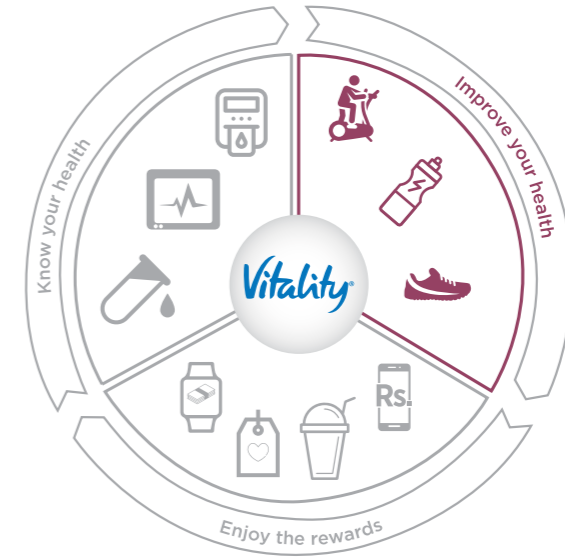 Know your health
Improve your health
Vitality®
Rs.
Enjoy the rewards